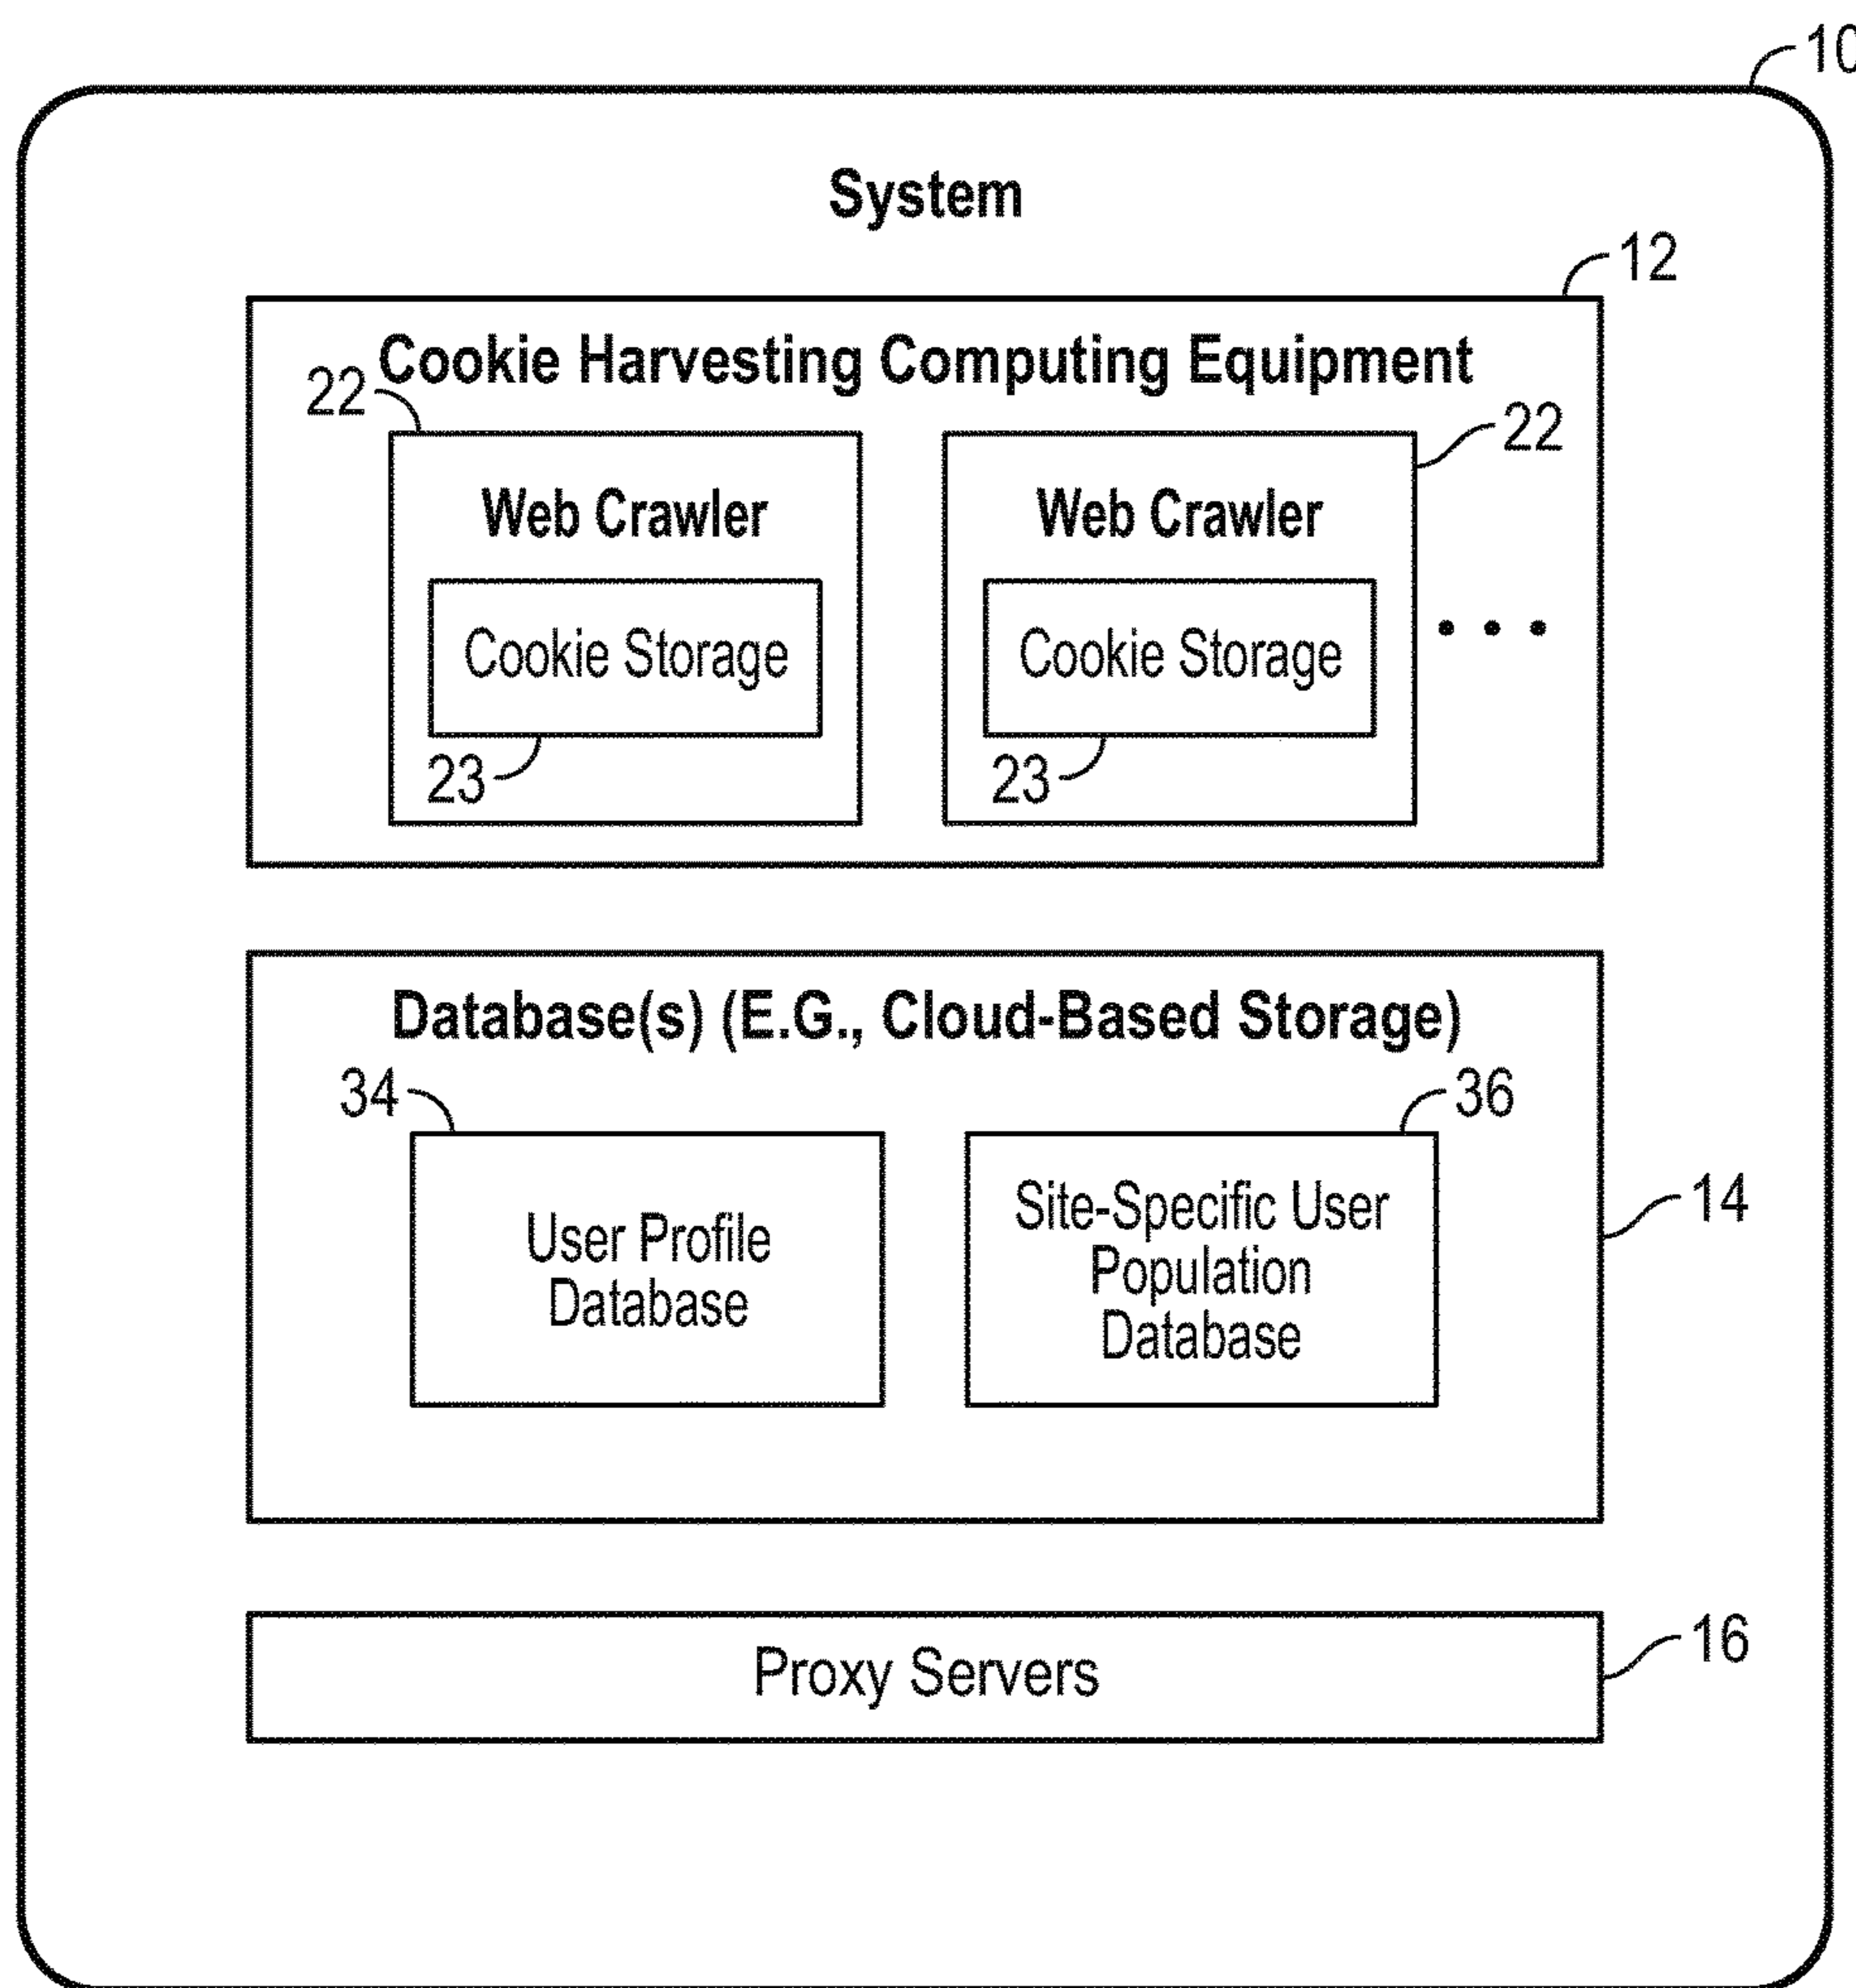 10
System
12
Cookie Harvesting Computing Equipment
22
22
Web Crawler
Web Crawler
Cookie Storage
Cookie Storage
23
23
Database(s) (E.G., Cloud-Based Storage)
34
36
User Profile
Database
Site-Specific User
Population
Database
14
Proxy Servers
16